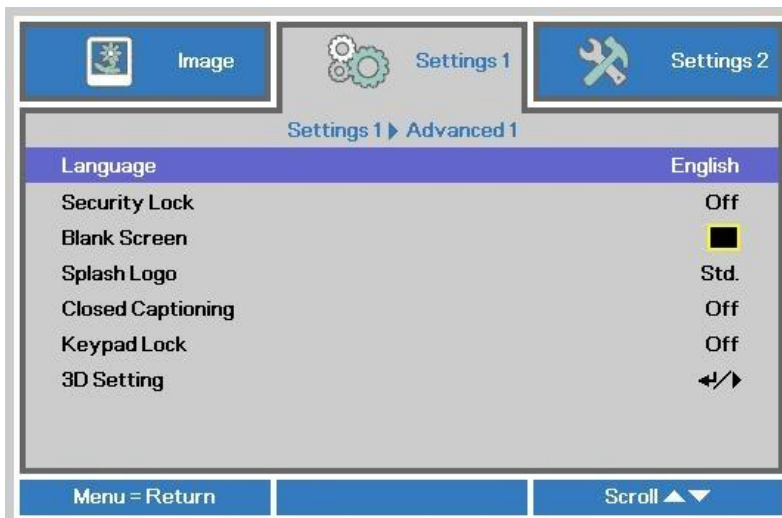 Image Settings 1 Settings 2
Settings 1 Advanced 1
Language English
Security Lock Off
Blank Screen
Splash Logo Std.
Closed Captioning Off
Keypad Lock Off
3D Setting ↵/▶
Menu = Return Scroll ▲▼